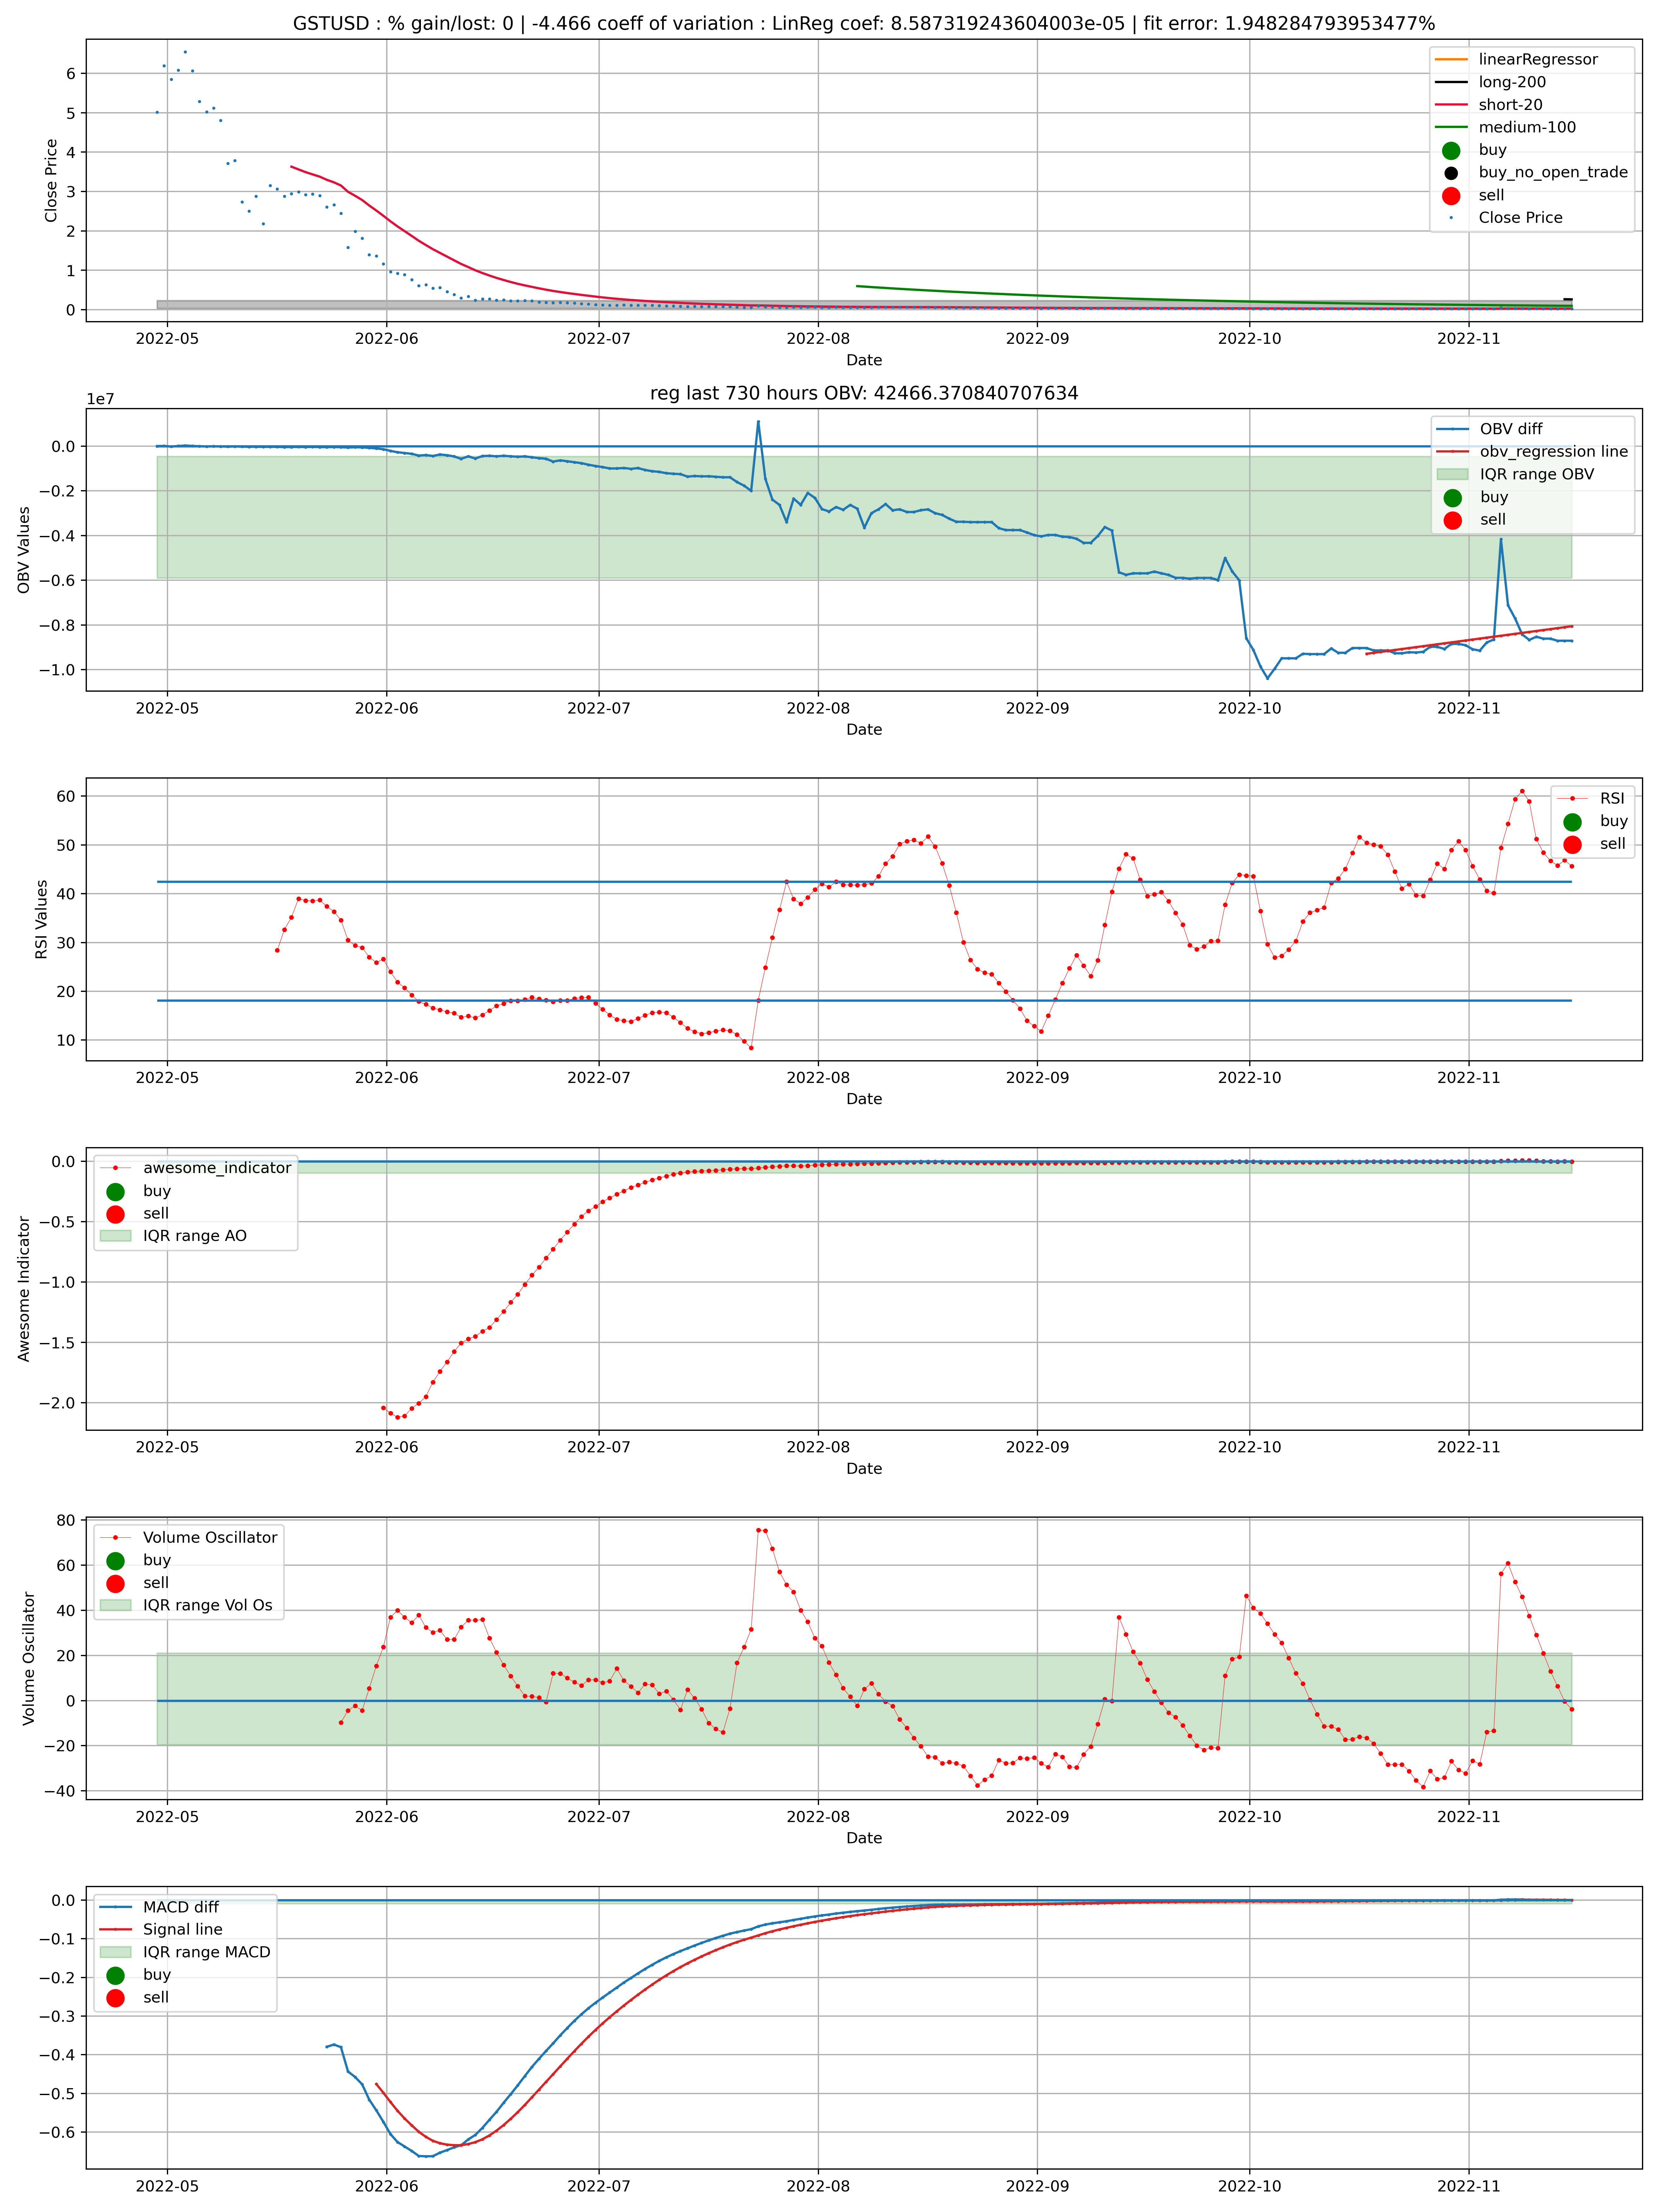 GSTUSD : % gain/lost: 0 | -4.466 coeff of variation : LinReg coef: 8.587319243604003e-05 | fit error: 1.948284793953477%
linearRegressor
long-200
short-20
medium-100
buy
buy_no_open_trade
sell
Close Price
Close Price
6
5
4
3
2
1
0
2022-05 2022-06 2022-07 2022-08 2022-09 2022-10 2022-11
Date
reg last 730 hours OBV: 42466.370840707634
1e7
OBV diff
obv_regression line
IQR range OBV
buy
sell
OBV Values
0.0
−0.2
−0.4
−0.6
−0.8
−1.0
2022-05 2022-06 2022-07 2022-08 2022-09 2022-10 2022-11
Date
RSI
buy
sell
RSI Values
60
50
40
30
20
10
2022-05 2022-06 2022-07 2022-08 2022-09 2022-10 2022-11
Date
awesome_indicator
buy
sell
IQR range AO
Awesome Indicator
0.0
−0.5
−1.0
−1.5
−2.0
2022-05 2022-06 2022-07 2022-08 2022-09 2022-10 2022-11
Date
Volume Oscillator
buy
sell
IQR range Vol Os
Volume Oscillator
80
60
40
20
0
−20
−40
2022-05 2022-06 2022-07 2022-08 2022-09 2022-10 2022-11
Date
MACD diff
Signal line
IQR range MACD
buy
sell
0.0
−0.1
−0.2
−0.3
−0.4
−0.5
−0.6
2022-05 2022-06 2022-07 2022-08 2022-09 2022-10 2022-11